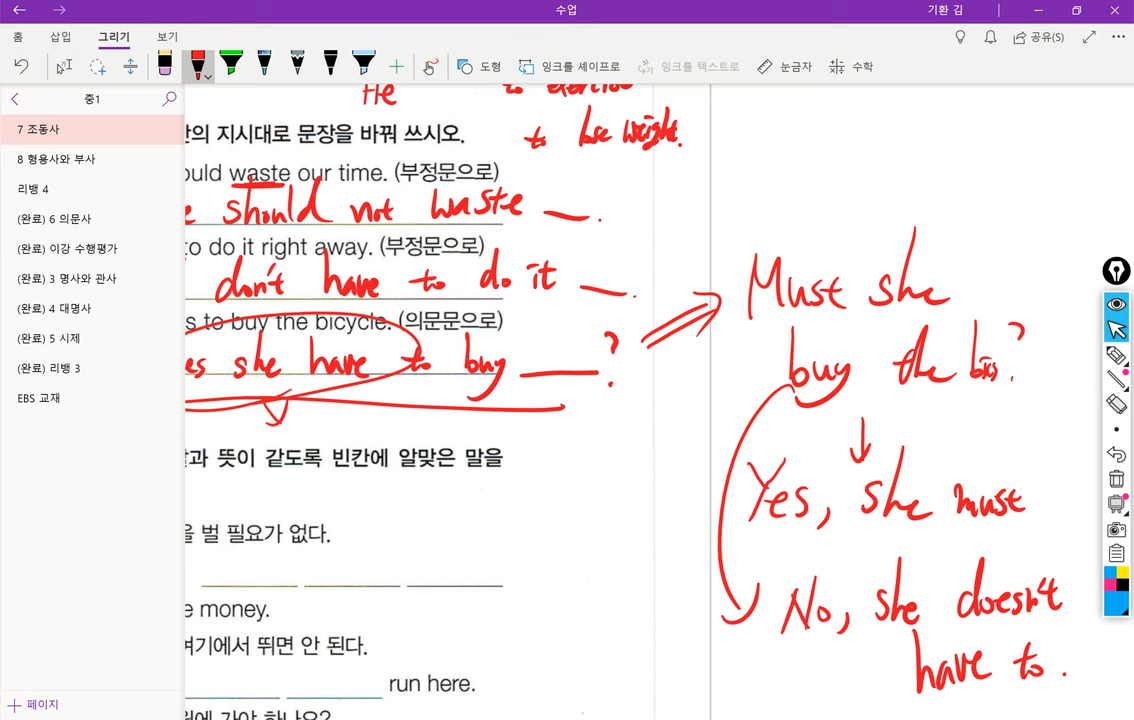 수업
기환 김
홈 삽입 그리기 보기
공유(S)
도형 잉크를 셰이프로 잉크를 텍스트로 눈금자 수학
중1
7 조동사
8 형용사와 부사
리뱅 4
(완료) 6 의문사
(완료) 이강 수행평가
(완료) 3 명사와 관사
(완료) 4 대명사
(완료) 5 시제
(완료) 리뱅 3
EBS 교재
페이지
He
to exercise
to lose weight.
안의 지시대로 문장을 바꿔 쓰시오.
ould waste our time. (부정문으로)
e should not waste
to do it right away. (부정문으로)
don't have to do it
s to buy the bicycle. (의문문으로)
es she have to buy ?
말과 뜻이 같도록 빈칸에 알맞은 말을
을 벌 필요가 없다.
e money.
여기에서 뛰면 안 된다.
run here.
원에 가야 하나요?
Must she
buy the ?
Yes, she must
No, she doesn't
have to.